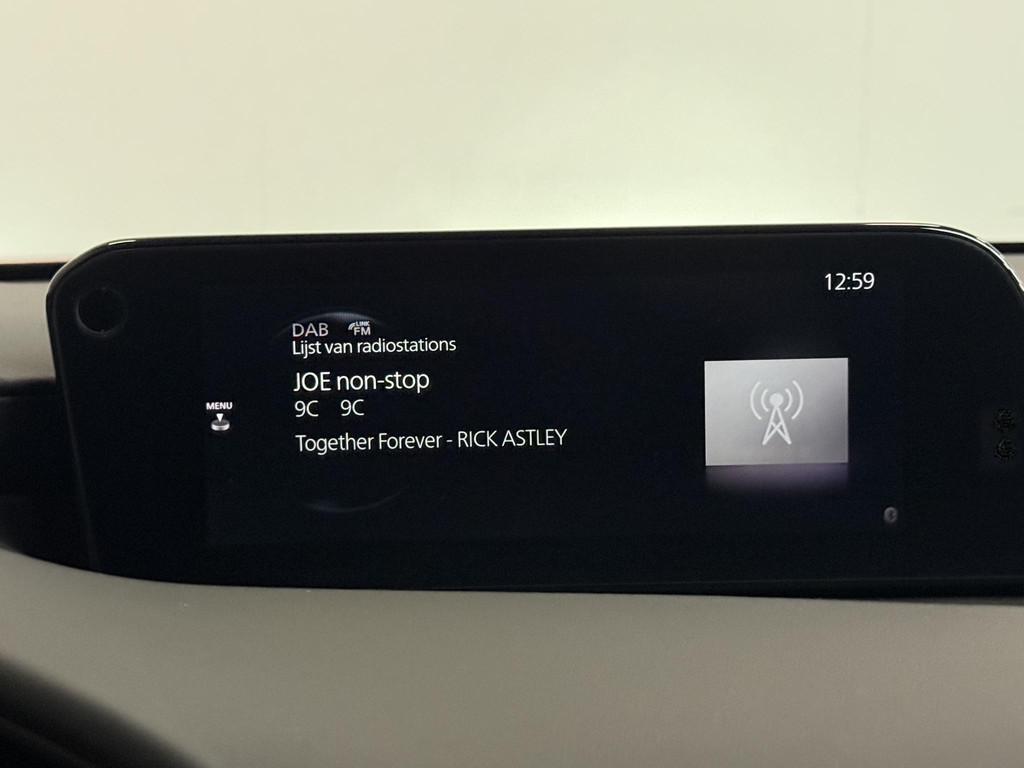 12:59
DAB LINK FM
Lijst van radiostations
JOE non-stop
MENU
9C 9C
Together Forever - RICK ASTLEY